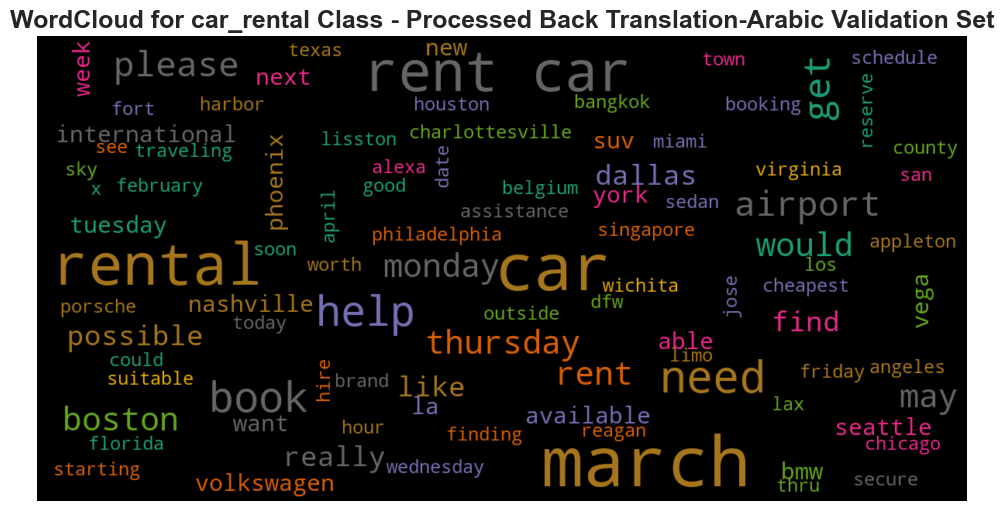 WordCloud for car_rental Class - Processed Back Translation-Arabic Validation Set
week
please
texas
next
new
rent car
town
get
schedule
fort
harbor
houston
bangkok
booking
reserve
international
see
traveling
phoenix
lisston
charlottesville
date
suv
miami
county
sky
x
february
alexa
good
belgium
dallas
york
sedan
virginia
san
tuesday
april
assistance
airport
philadelphia
singapore
would
appleton
rental
soon
worth
monday
car
los
wichita
cheapest
jose
vega
porsche
nashville
today
help
outside
dfw
find
possible
thursday
able
limo
could
suitable
hire
brand
like
rent
need
friday
angeles
book
la
available
lax
may
boston
want
hour
finding
reagan
seattle
florida
chicago
starting
really
wednesday
march
bmw
thru
secure
volkswagen